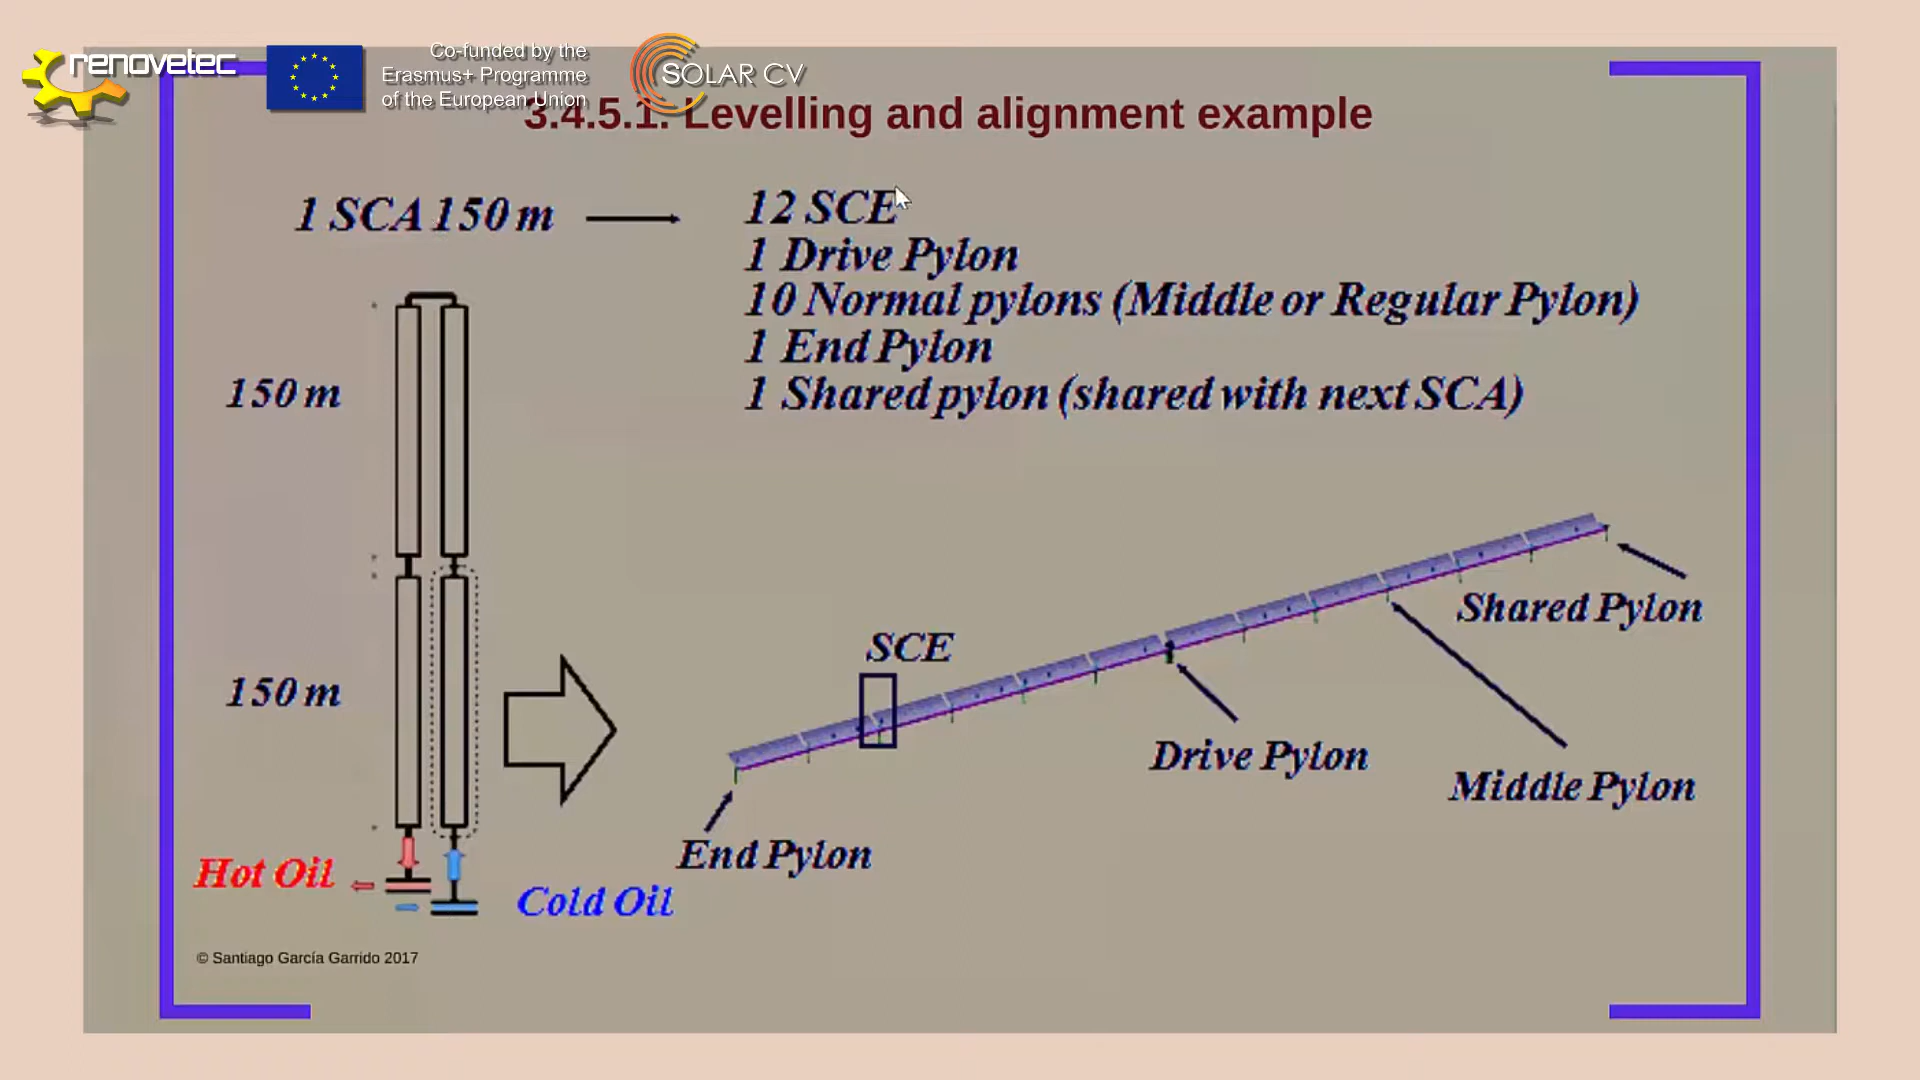 renovetec
Co-funded by the
Erasmus+ Programme
of the European Union
SOLAR CV
3.4.5.1. Levelling and alignment example
1 SCA 150 m
12 SCE
1 Drive Pylon
10 Normal pylons (Middle or Regular Pylon)
1 End Pylon
1 Shared pylon (shared with next SCA)
150 m
150 m
Hot Oil
Cold Oil
SCE
Shared Pylon
Drive Pylon
Middle Pylon
End Pylon
© Santiago García Garrido 2017